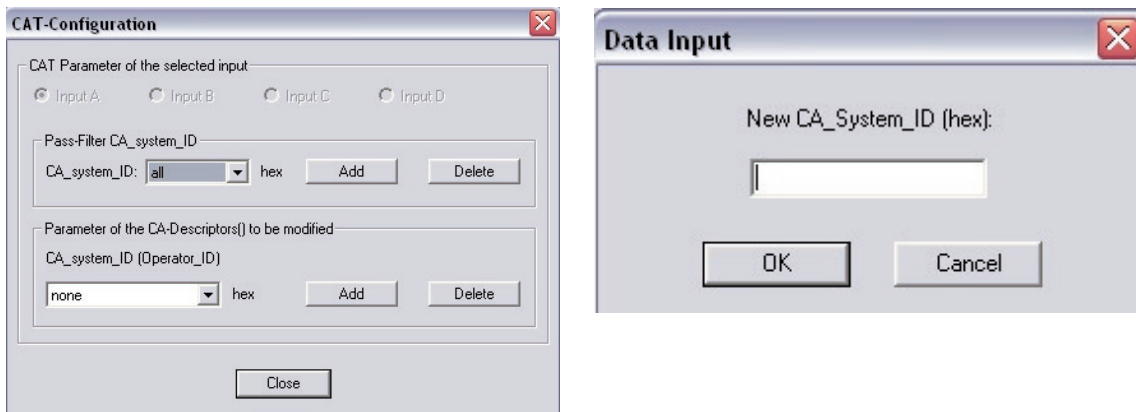 CAT-Configuration
CAT Parameter of the selected input
Input A Input B Input C Input D
Pass-Filter CA_system_ID
CA_system_ID: all hex Add Delete
Parameter of the CA-Descriptors() to be modified
CA_system_ID (Operator_ID)
none hex Add Delete
Close
Data Input
New CA_System_ID (hex):
OK Cancel